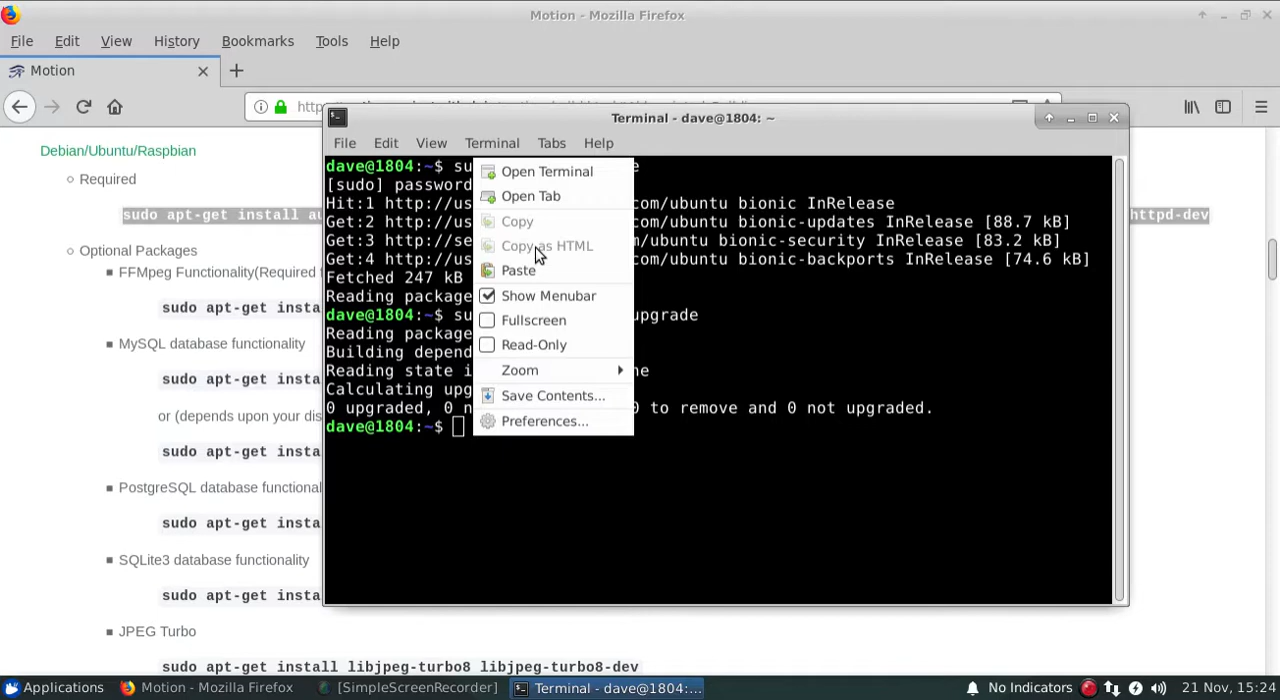 Motion - Mozilla Firefox
File Edit View History Bookmarks Tools Help
Motion
Terminal - dave@1804: ~
File Edit View Terminal Tabs Help
Debian/Ubuntu/Raspbian
Required
sudo apt-get install au
httpd-dev
Optional Packages
FFMpeg Functionality(Required
sudo apt-get insta
MySQL database functionality
sudo apt-get insta
or (depends upon your dis
sudo apt-get insta
PostgreSQL database functional
sudo apt-get insta
SQLite3 database functionality
sudo apt-get insta
JPEG Turbo
sudo apt-get install libjpeg-turbo8 libjpeg-turbo8-dev
dave@1804:~$ su
[sudo] password
Hit:1 http://us com/ubuntu bionic InRelease
Get:2 http://us com/ubuntu bionic-updates InRelease [88.7 kB]
Get:3 http://se m/ubuntu bionic-security InRelease [83.2 kB]
Get:4 http://us com/ubuntu bionic-backports InRelease [74.6 kB]
Fetched 247 kB
Reading package
dave@1804:~$ su upgrade
Reading package
Building depend
Reading state i ne
Calculating upg
0 upgraded, 0 n 0 to remove and 0 not upgraded.
dave@1804:~$
Open Terminal
Open Tab
Copy
Copy as HTML
Paste
Show Menubar
Fullscreen
Read-Only
Zoom
Save Contents...
Preferences...
Applications Motion - Mozilla Firefox [SimpleScreenRecorder] Terminal - dave@1804:... No Indicators 21 Nov, 15:24